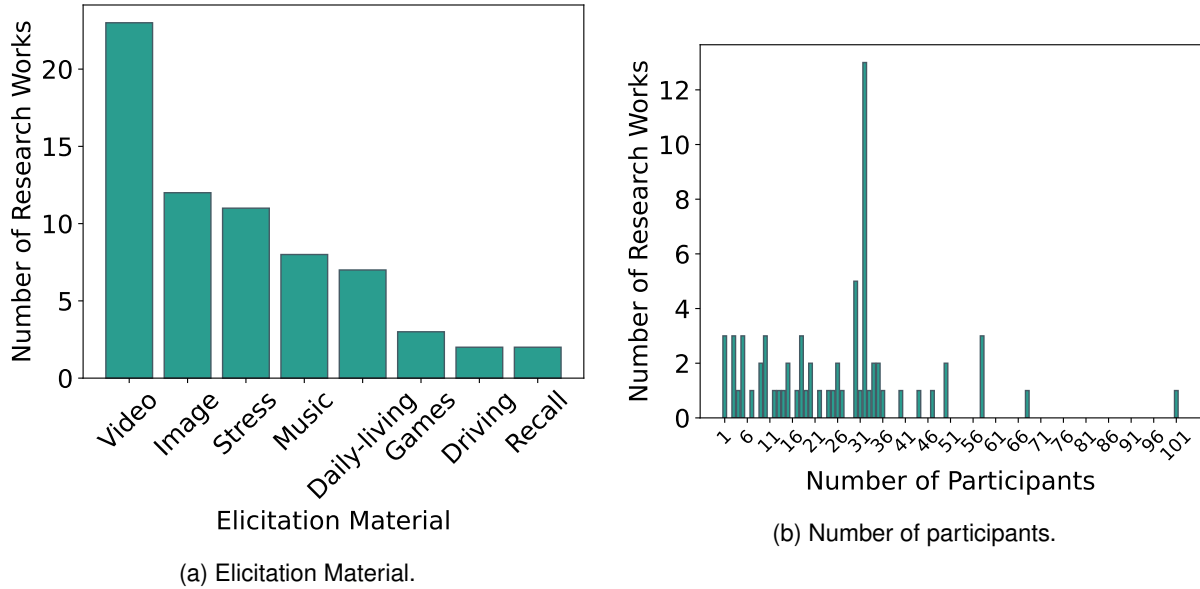 Number of Research Works
20
15
10
5
0
Video
Image
Stress
Music
Daily-living
Games
Driving
Recall
Elicitation Material
(a) Elicitation Material.
Number of Research Works
12
10
8
6
4
2
0
1
6
11
16
21
26
31
36
41
46
51
56
61
66
71
76
81
86
91
96
101
Number of Participants
(b) Number of participants.